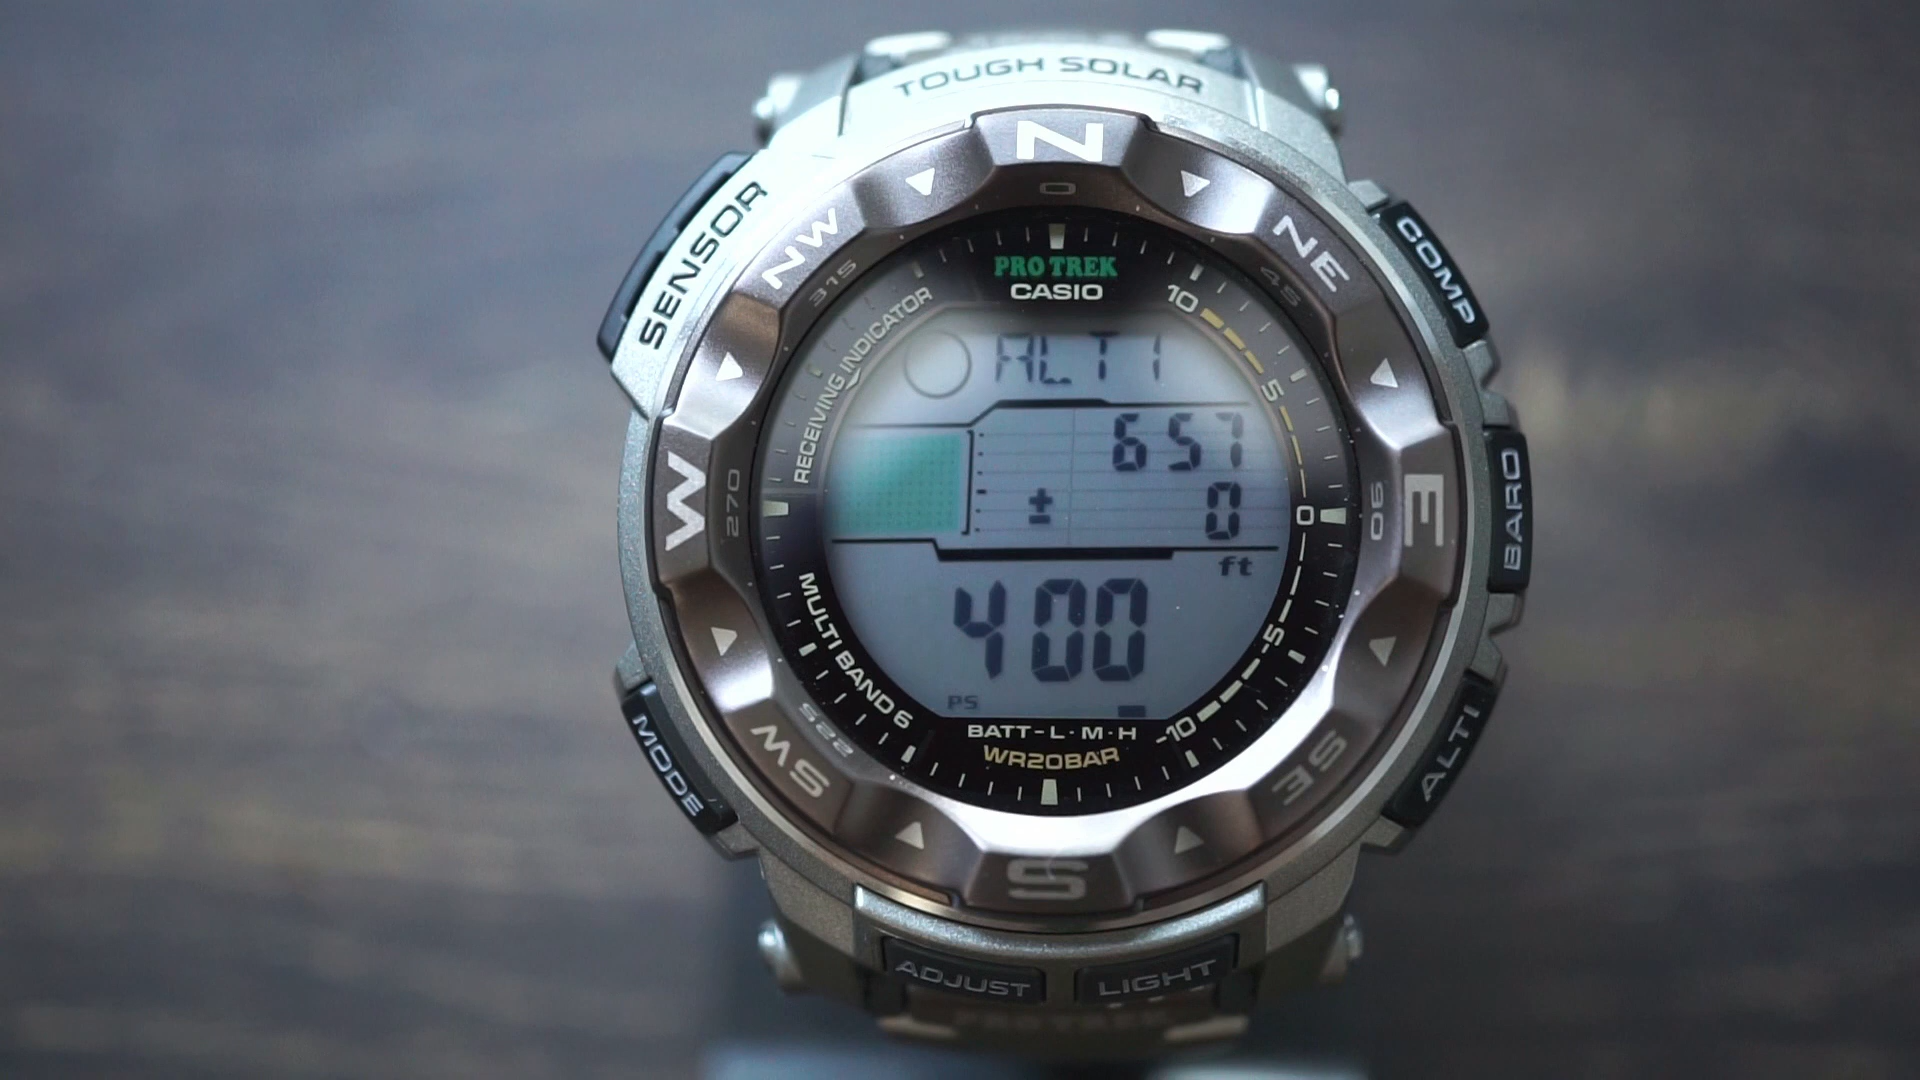 TOUGH SOLAR
SENSOR
COMP
BARO
ALTI
MODE
ADJUST
LIGHT
N
0
NE
45
E
90
SE
S
SW
225
W
270
NW
315
PRO TREK
CASIO
RECEIVING INDICATOR
MULTI BAND 6
10
5
0
-5
-10
ALTI
657
± 0
ft
400
PS
BATT-L·M·H
WR20BAR